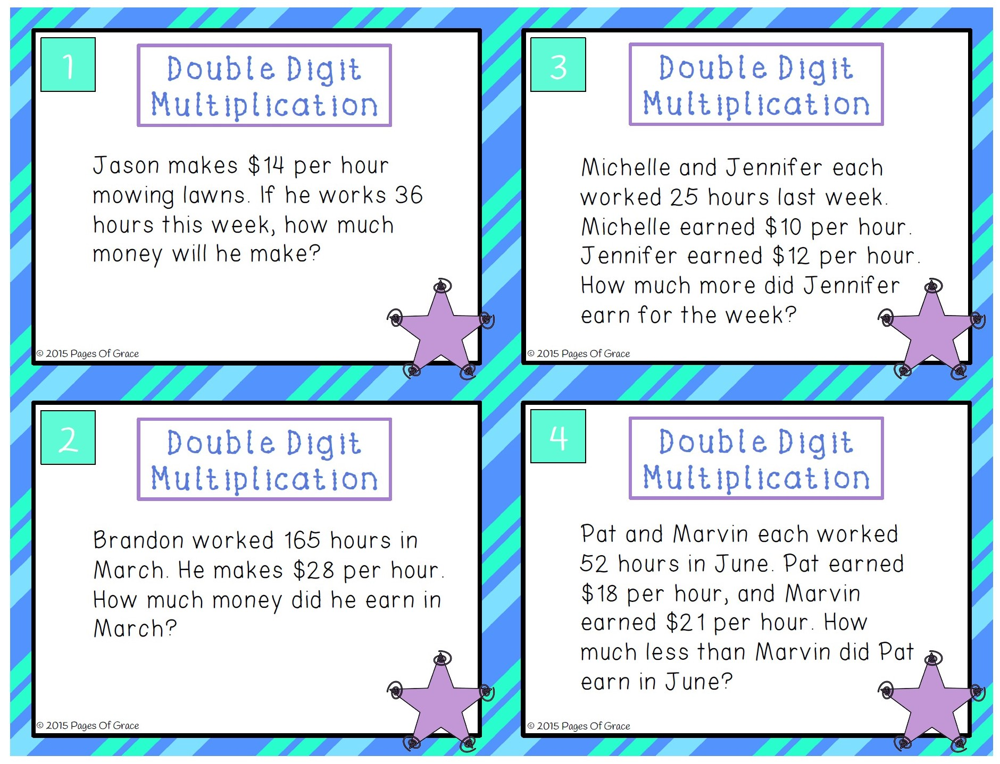 1
Double Digit
Multiplication
Jason makes $14 per hour
mowing lawns. If he works 36
hours this week, how much
money will he make?
© 2015 Pages Of Grace
2
Double Digit
Multiplication
Brandon worked 165 hours in
March. He makes $28 per hour.
How much money did he earn in
March?
© 2015 Pages Of Grace
3
Double Digit
Multiplication
Michelle and Jennifer each
worked 25 hours last week.
Michelle earned $10 per hour.
Jennifer earned $12 per hour.
How much more did Jennifer
earn for the week?
© 2015 Pages Of Grace
4
Double Digit
Multiplication
Pat and Marvin each worked
52 hours in June. Pat earned
$18 per hour, and Marvin
earned $21 per hour. How
much less than Marvin did Pat
earn in June?
© 2015 Pages Of Grace